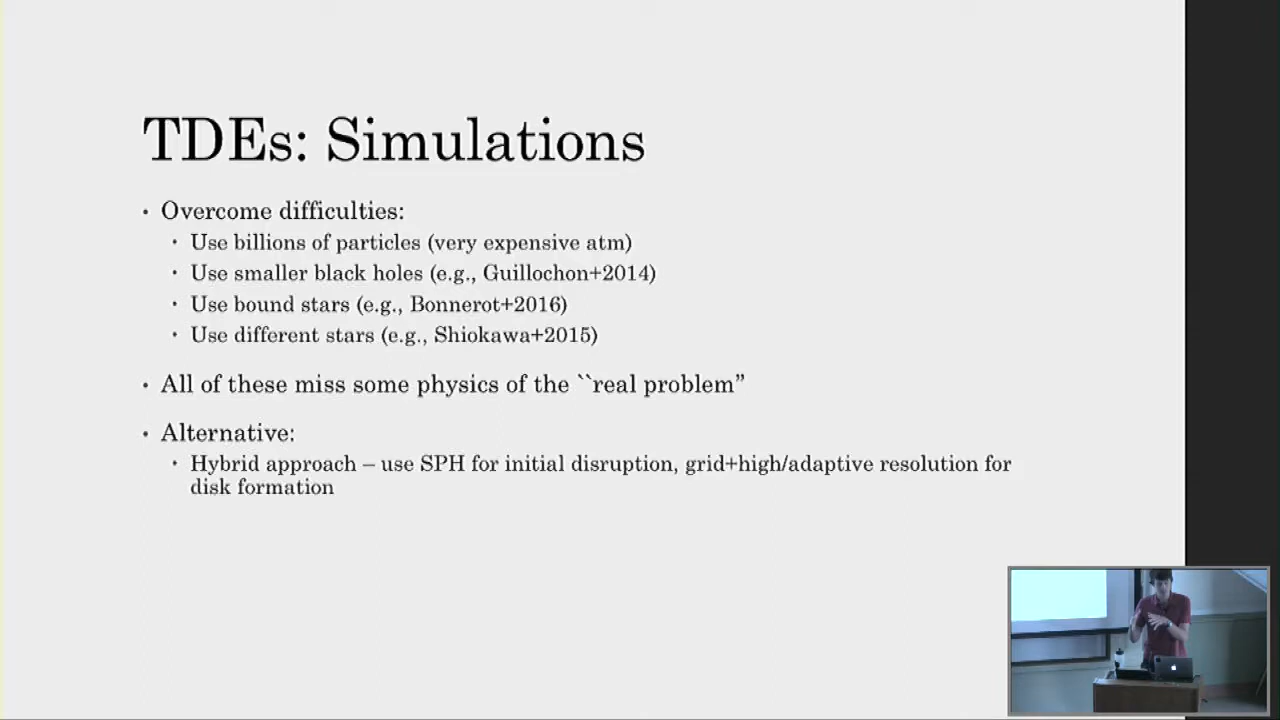 TDEs: Simulations
• Overcome difficulties:
• Use billions of particles (very expensive atm)
• Use smaller black holes (e.g., Guillochon+2014)
• Use bound stars (e.g., Bonnerot+2016)
• Use different stars (e.g., Shiokawa+2015)
• All of these miss some physics of the ``real problem”
• Alternative:
• Hybrid approach – use SPH for initial disruption, grid+high/adaptive resolution for
disk formation